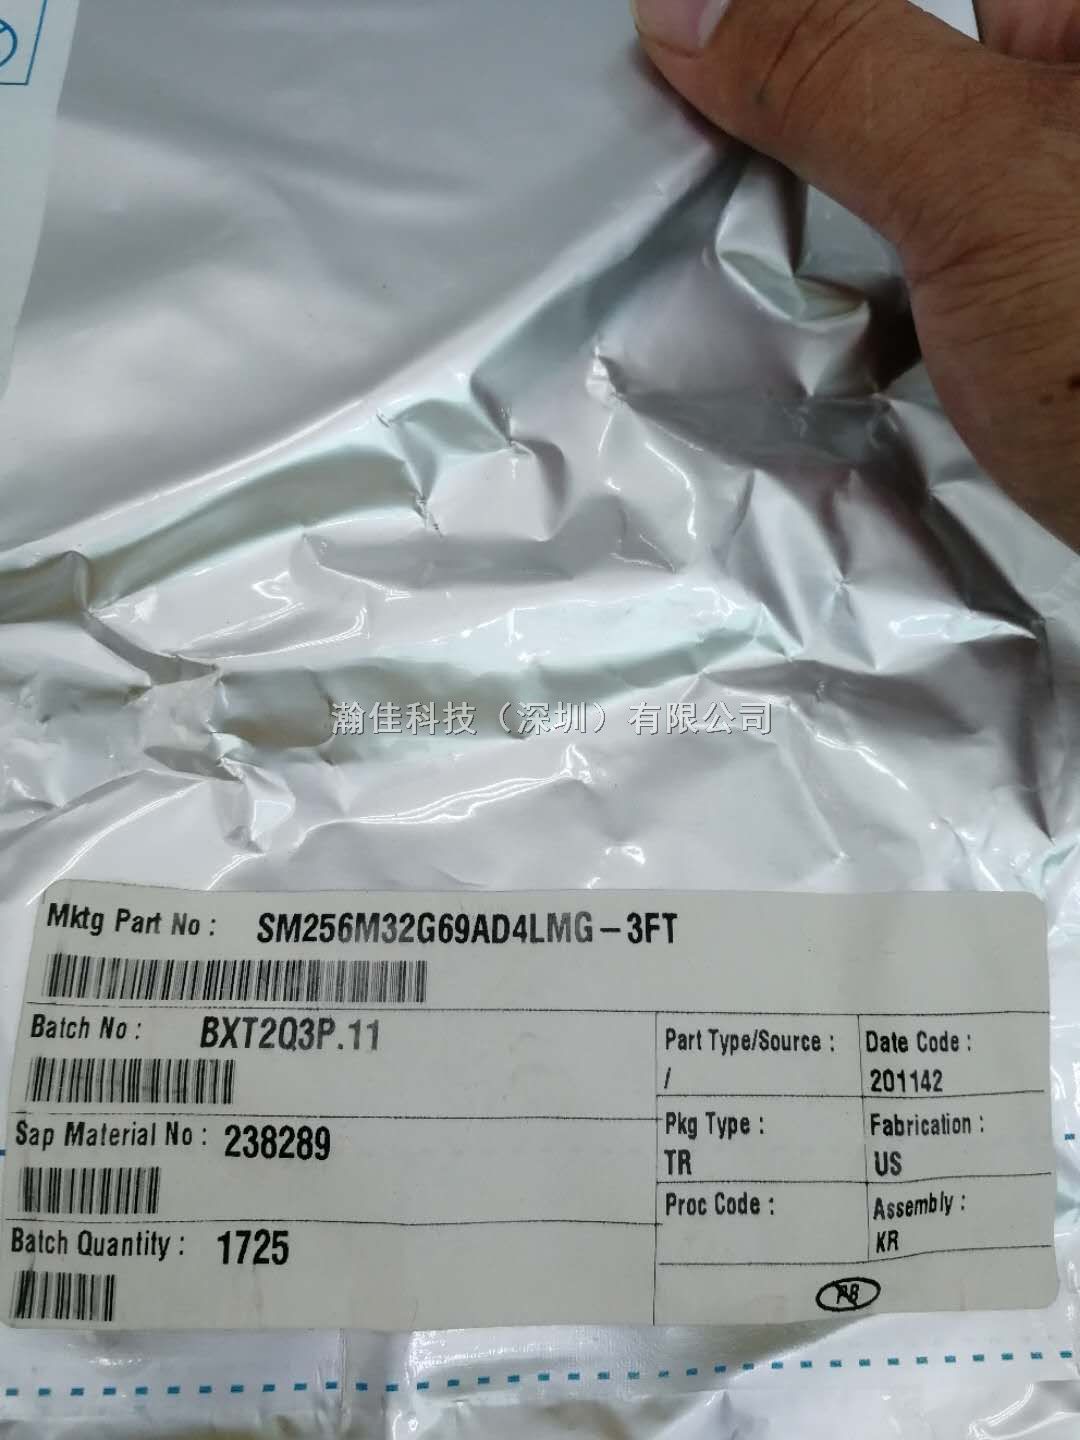 瀚佳科技（深圳）有限公司
Mktg Part No : SM256M32G69AD4LMG-3FT
Batch No : BXT2Q3P.11
Part Type/Source :
/
Date Code :
201142
Sap Material No : 238289
Pkg Type :
TR
Fabrication :
US
Batch Quantity : 1725
Proc Code :
Assembly :
KR
PB